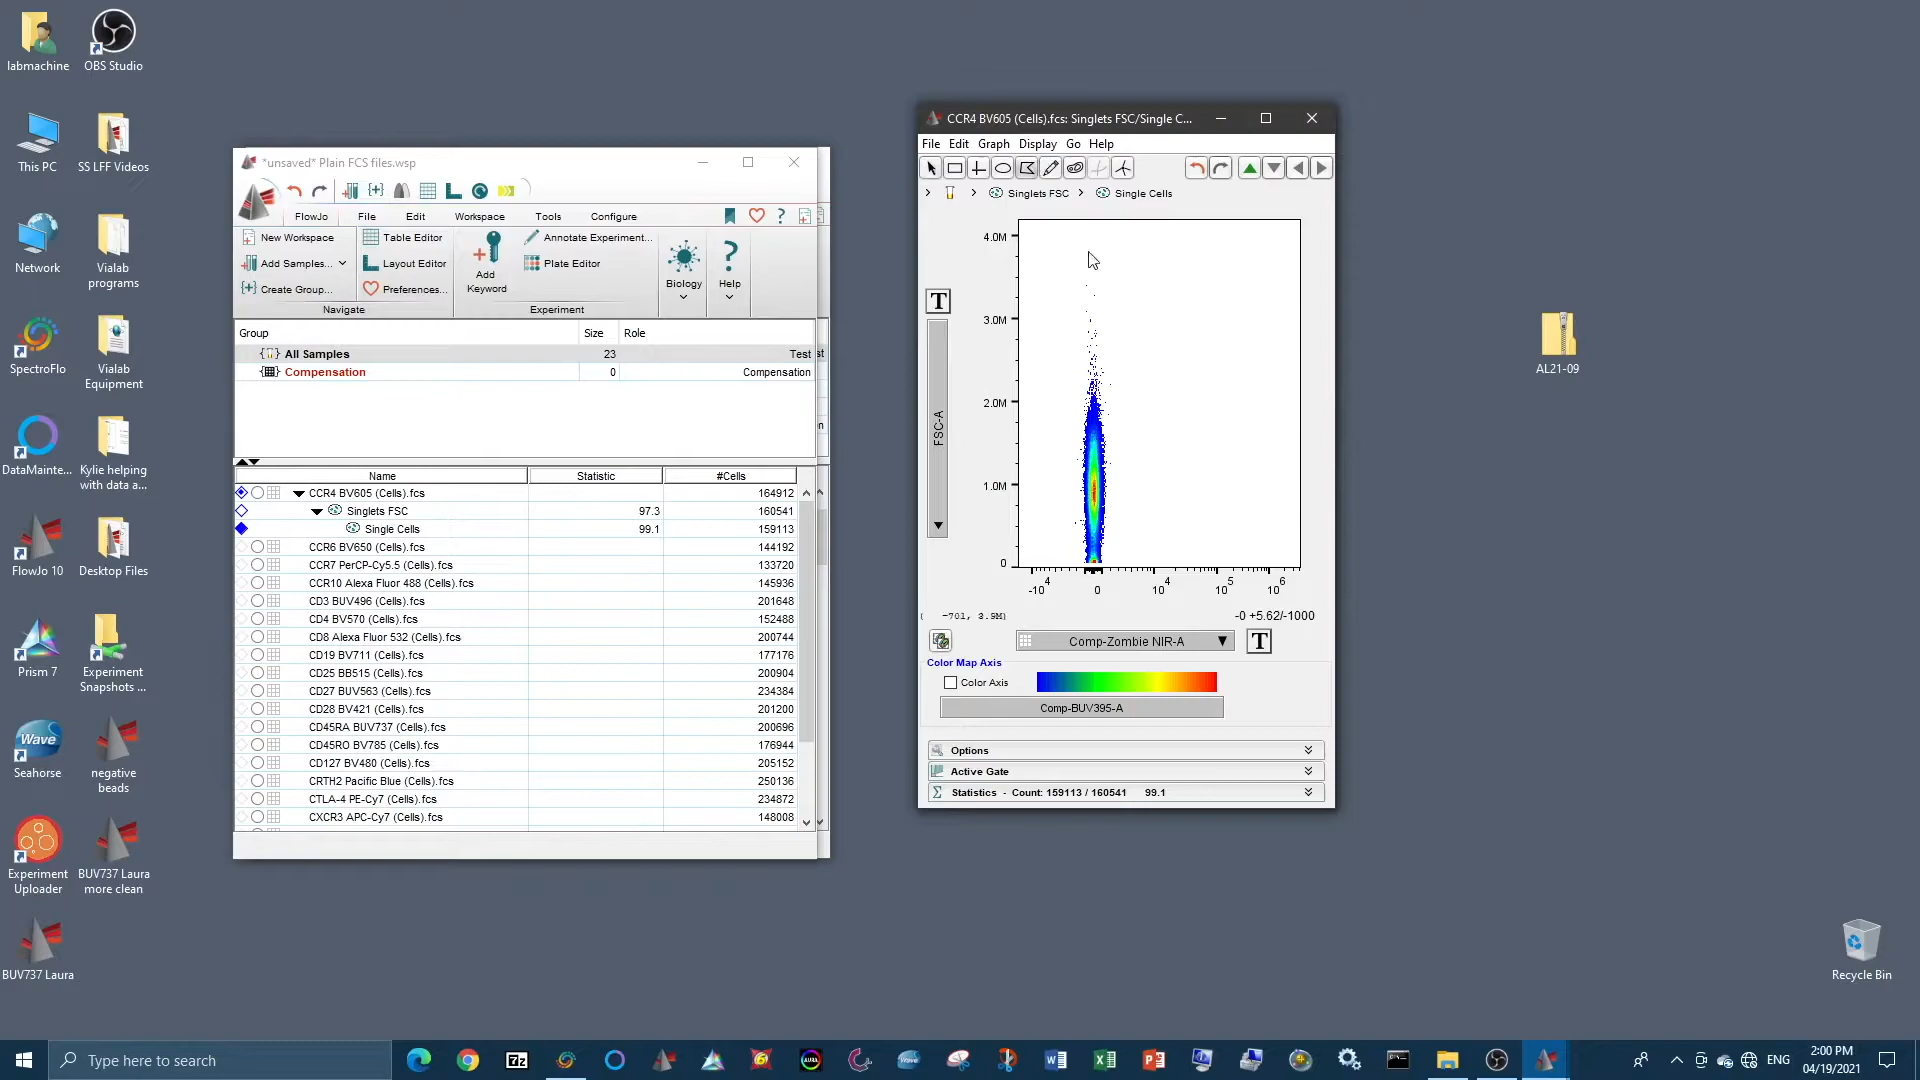 labmachine
OBS Studio
This PC
SS LFF Videos
Network
Vialab
programs
SpectroFlo
Vialab
Equipment
DataMainte...
Kylie helping
with data a...
FlowJo 10
Desktop Files
Prism 7
Experiment
Snapshots ...
Wave
Seahorse
negative
beads
Experiment
Uploader
BUV737 Laura
more clean
BUV737 Laura
*unsaved* Plain FCS files.wsp
FlowJo File Edit Workspace Tools Configure
New Workspace
Add Samples...
Create Group...
Table Editor
Layout Editor
Preferences...
Navigate
Add
Keyword
Annotate Experiment...
Plate Editor
Experiment
Biology
Help
Group Size Role
{ } All Samples 23 Test
Compensation 0 Compensation
Name Statistic #Cells
CCR4 BV605 (Cells).fcs 164912
Singlets FSC 97.3 160541
Single Cells 99.1 159113
CCR6 BV650 (Cells).fcs 144192
CCR7 PerCP-Cy5.5 (Cells).fcs 133720
CCR10 Alexa Fluor 488 (Cells).fcs 145936
CD3 BUV496 (Cells).fcs 201648
CD4 BV570 (Cells).fcs 152488
CD8 Alexa Fluor 532 (Cells).fcs 200744
CD19 BV711 (Cells).fcs 177176
CD25 BB515 (Cells).fcs 200904
CD27 BUV563 (Cells).fcs 234384
CD28 BV421 (Cells).fcs 201200
CD45RA BUV737 (Cells).fcs 200696
CD45RO BV785 (Cells).fcs 176944
CD127 BV480 (Cells).fcs 205152
CRTH2 Pacific Blue (Cells).fcs 250136
CTLA-4 PE-Cy7 (Cells).fcs 234872
CXCR3 APC-Cy7 (Cells).fcs 148008
CCR4 BV605 (Cells).fcs: Singlets FSC/Single C...
File Edit Graph Display Go Help
Singlets FSC Single Cells
T
FSC-A
4.0M
3.0M
2.0M
1.0M
0
-10^4 0 10^4 10^5 10^6
( -701, 3.9M) -0 +5.62/-1000
Comp-Zombie NIR-A T
Color Map Axis
Color Axis
Comp-BUV395-A
Options
Active Gate
Σ Statistics - Count: 159113 / 160541 99.1
AL21-09
Recycle Bin
Type here to search
ENG
2:00 PM
04/19/2021